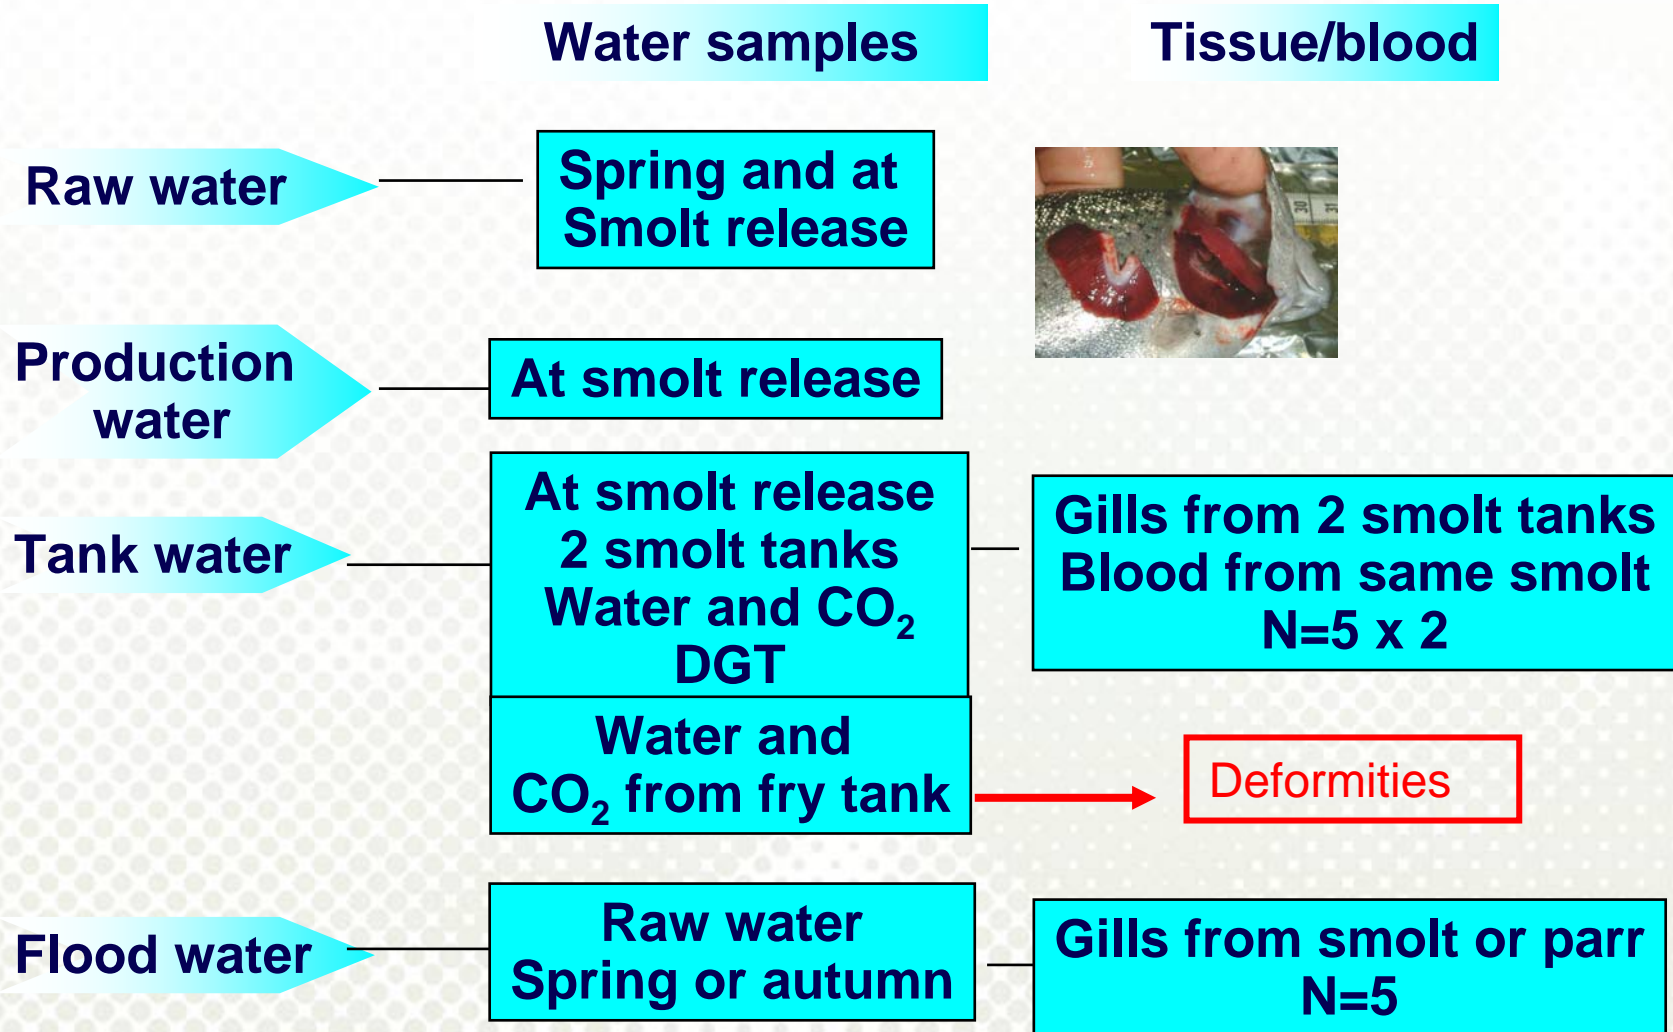 Water samples
Tissue/blood
Raw water
Spring and at
Smolt release
Production
water
At smolt release
Tank water
At smolt release
2 smolt tanks
Water and CO₂
DGT
Gills from 2 smolt tanks
Blood from same smolt
N=5 x 2
Water and
CO₂ from fry tank
Deformities
Flood water
Raw water
Spring or autumn
Gills from smolt or parr
N=5